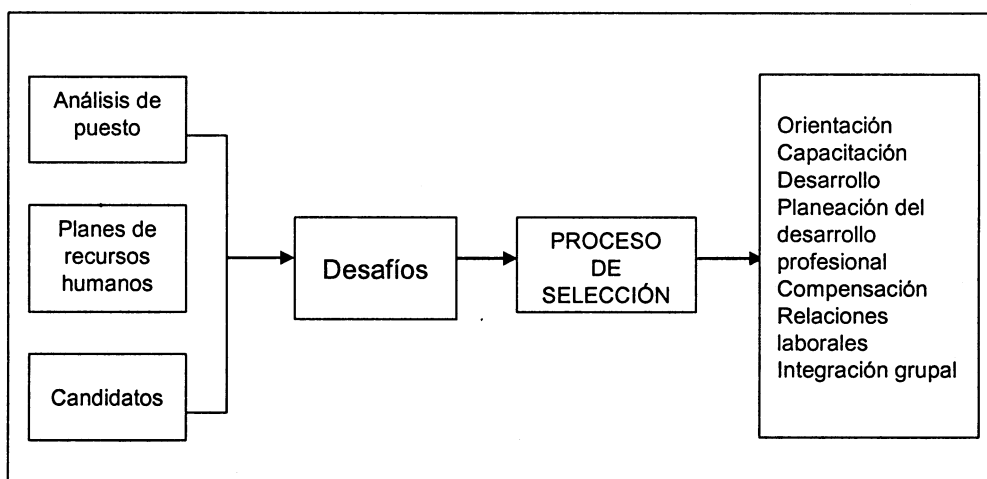 Análisis de
puesto
Planes de
recursos
humanos
Candidatos
Desafíos
PROCESO
DE
SELECCIÓN
Orientación
Capacitación
Desarrollo
Planeación del
desarrollo
profesional
Compensación
Relaciones
laborales
Integración grupal